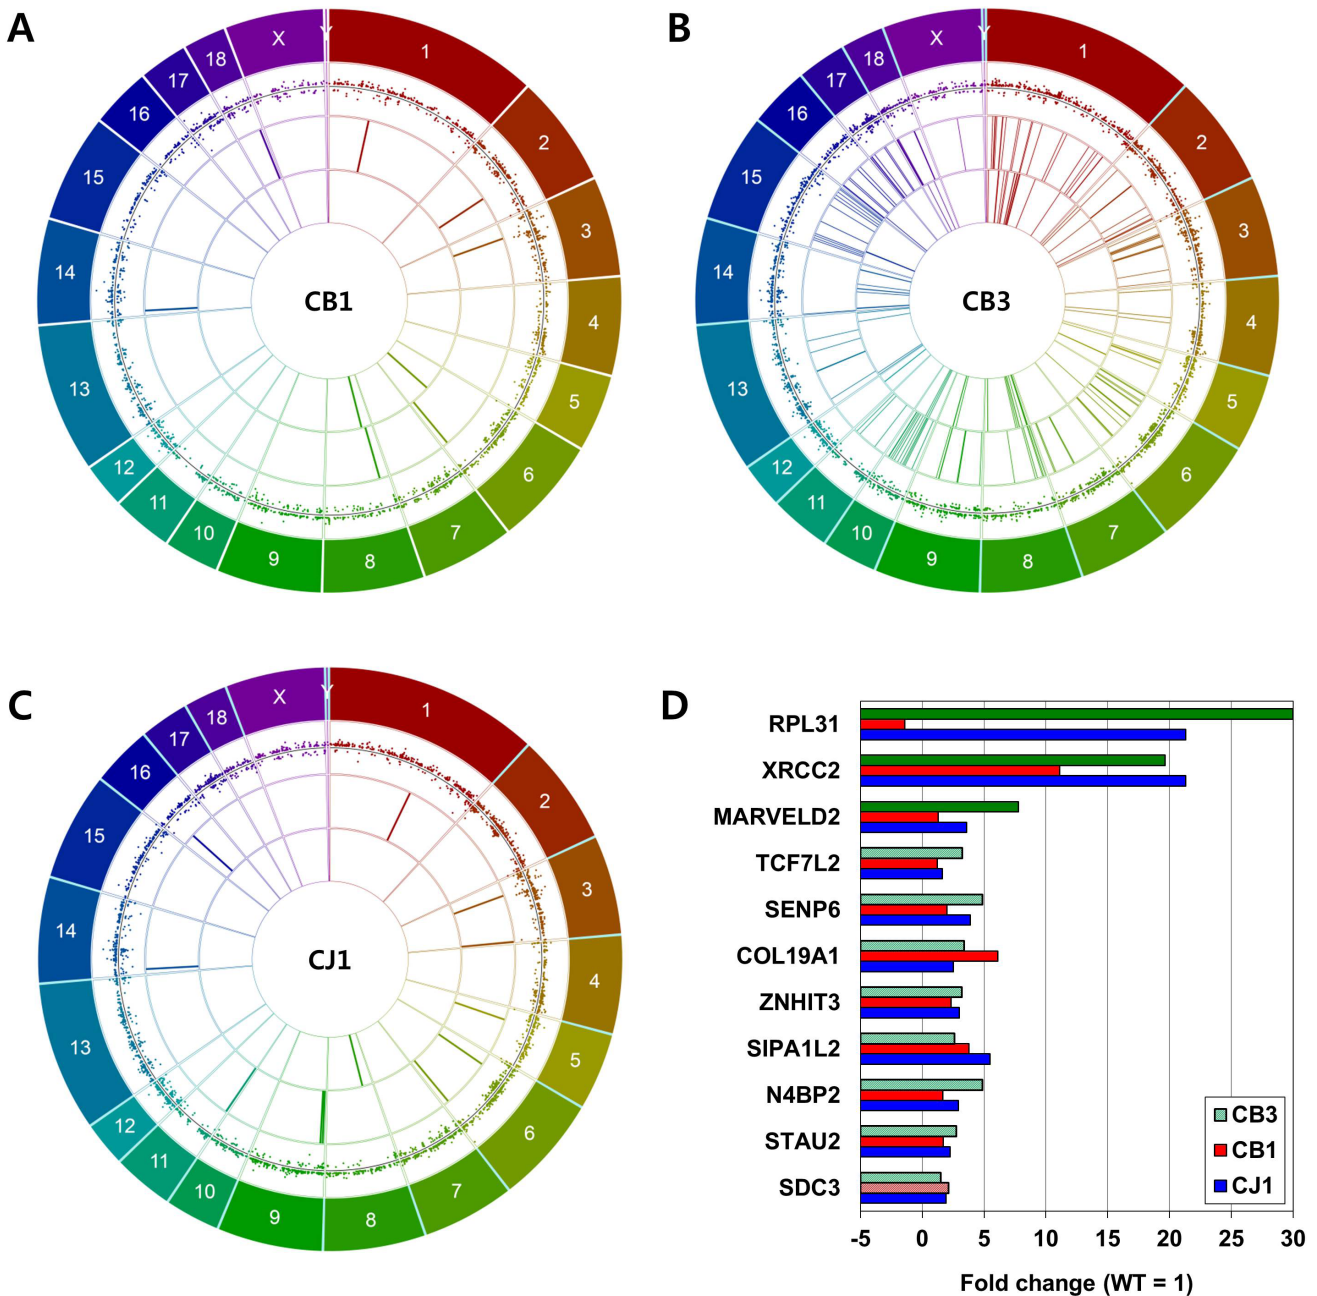 A
1
2
3
4
5
6
7
8
9
10
11
12
13
14
15
16
17
18
X
Y
CB1
B
1
2
3
4
5
6
7
8
9
10
11
12
13
14
15
16
17
18
X
Y
CB3
C
1
2
3
4
5
6
7
8
9
10
11
12
13
14
15
16
17
18
X
Y
CJ1
D
RPL31
XRCC2
MARVELD2
TCF7L2
SENP6
COL19A1
ZNHIT3
SIPA1L2
N4BP2
STAU2
SDC3
CB3
CB1
CJ1
-5 0 5 10 15 20 25 30
Fold change (WT = 1)